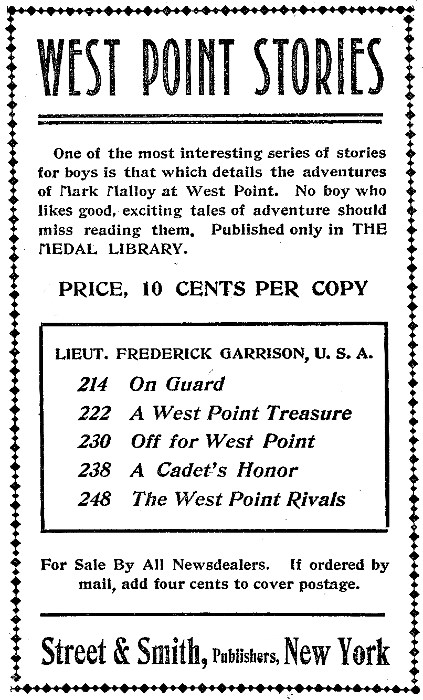 WEST POINT STORIES
One of the most interesting series of stories
for boys is that which details the adventures
of Mark Malloy at West Point. No boy who
likes good, exciting tales of adventure should
miss reading them. Published only in THE
MEDAL LIBRARY.
PRICE, 10 CENTS PER COPY
LIEUT. FREDERICK GARRISON, U. S. A.
214 On Guard
222 A West Point Treasure
230 Off for West Point
238 A Cadet's Honor
248 The West Point Rivals
For Sale By All Newsdealers. If ordered by
mail, add four cents to cover postage.
Street & Smith, Publishers, New York